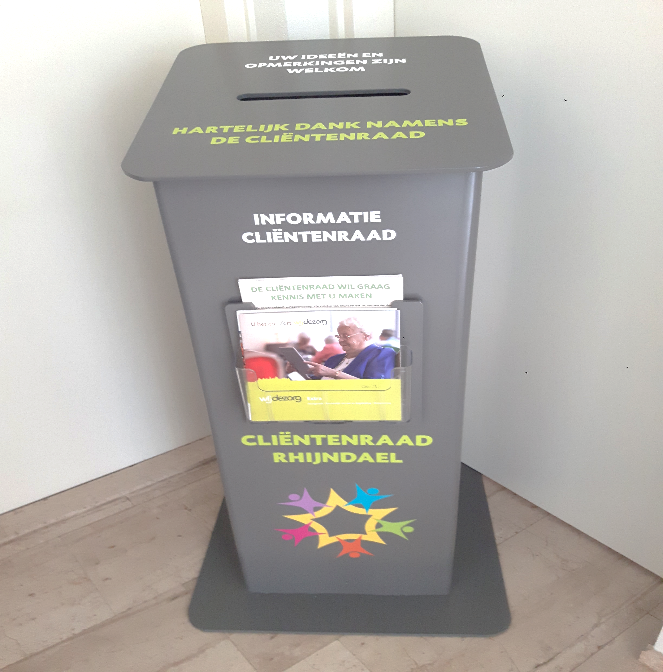 UW IDEEËN EN
OPMERKINGEN ZIJN
WELKOM
HARTELIJK DANK NAMENS
DE CLIËNTENRAAD
INFORMATIE
CLIËNTENRAAD
DE CLIËNTENRAAD WIL GRAAG
KENNIS MET U MAKEN
wijdezorg
CLIËNTENRAAD
RHIJNDAEL